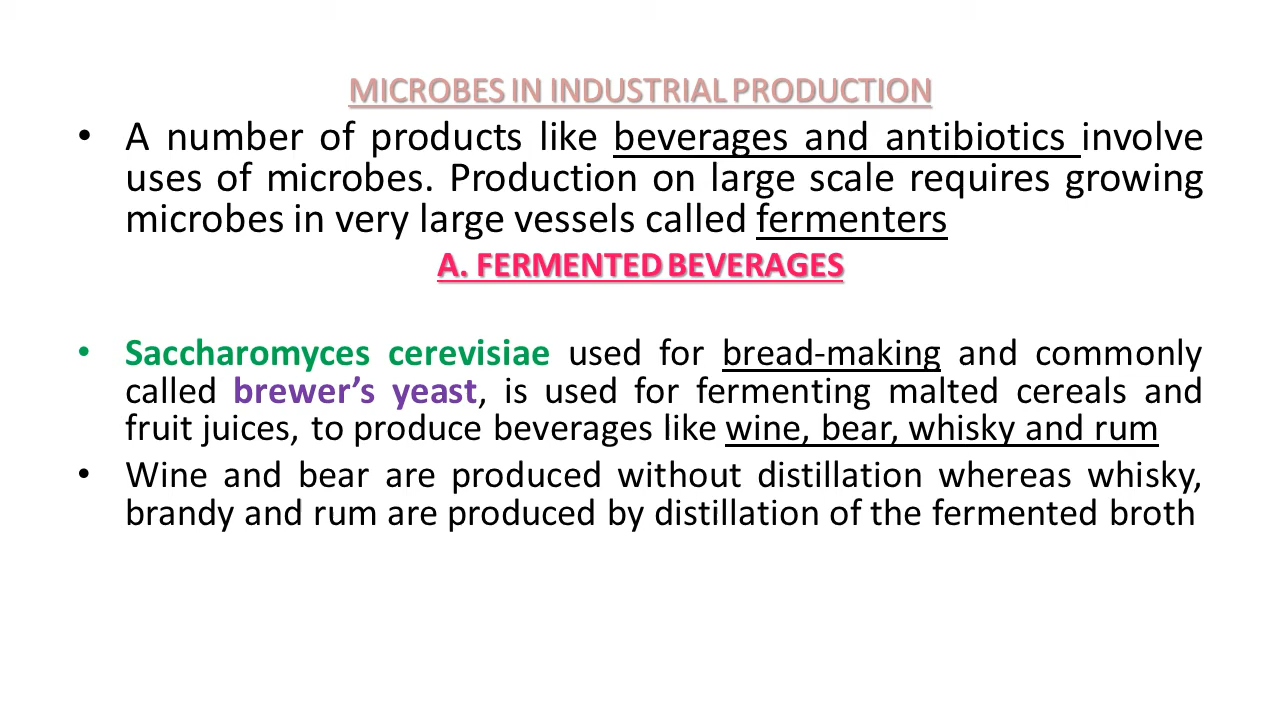 MICROBES IN INDUSTRIAL PRODUCTION
• A number of products like beverages and antibiotics involve
uses of microbes. Production on large scale requires growing
microbes in very large vessels called fermenters
A. FERMENTED BEVERAGES
• Saccharomyces cerevisiae used for bread-making and commonly
called brewer’s yeast, is used for fermenting malted cereals and
fruit juices, to produce beverages like wine, bear, whisky and rum
• Wine and bear are produced without distillation whereas whisky,
brandy and rum are produced by distillation of the fermented broth